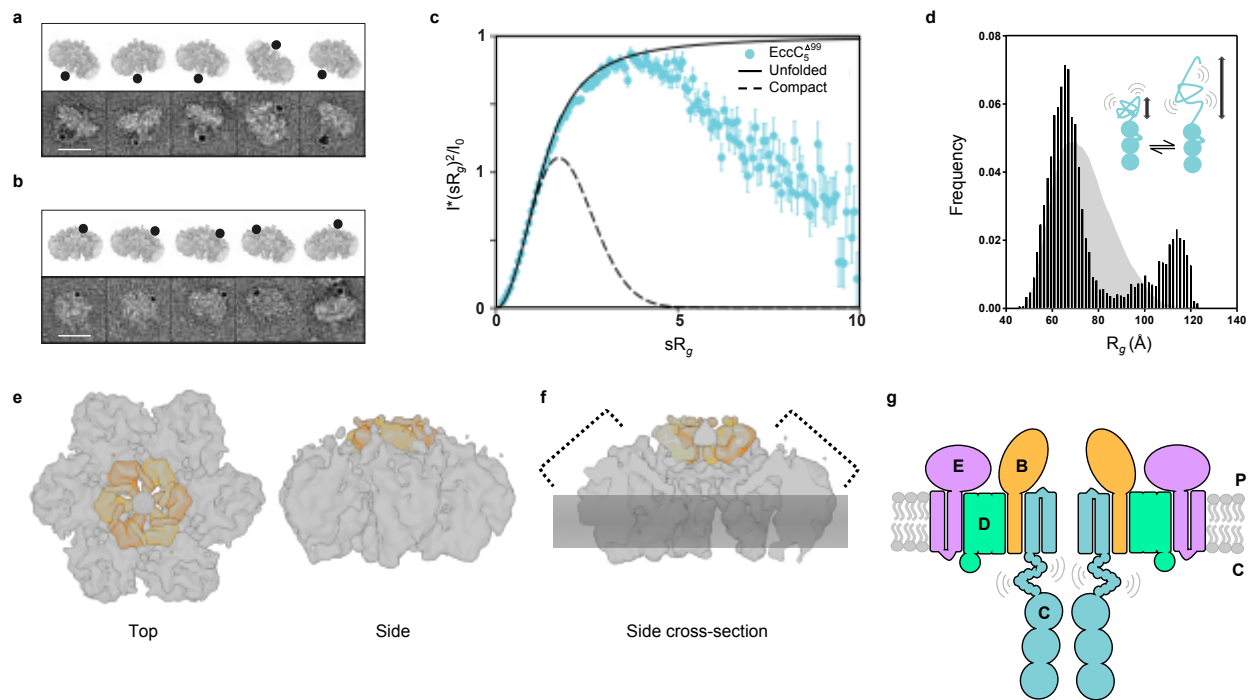 a
b
c
1
1
0
0
5
10
I*(sRg)²/I0
sRg
EccC5Δ99
Unfolded
Compact
d
0.08
0.06
0.04
0.02
0.00
40
60
80
100
120
140
Frequency
Rg (Å)
e
Top
Side
f
Side cross-section
g
E
B
D
C
P
C